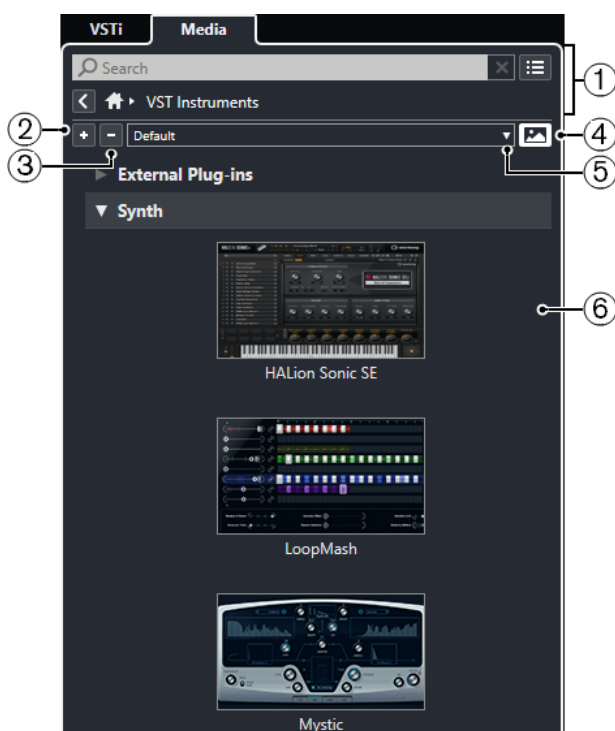 VSTi Media
Search
VST Instruments
Default
External Plug-ins
Synth
HALion Sonic SE
LoopMash
Mystic
1
2
3
4
5
6